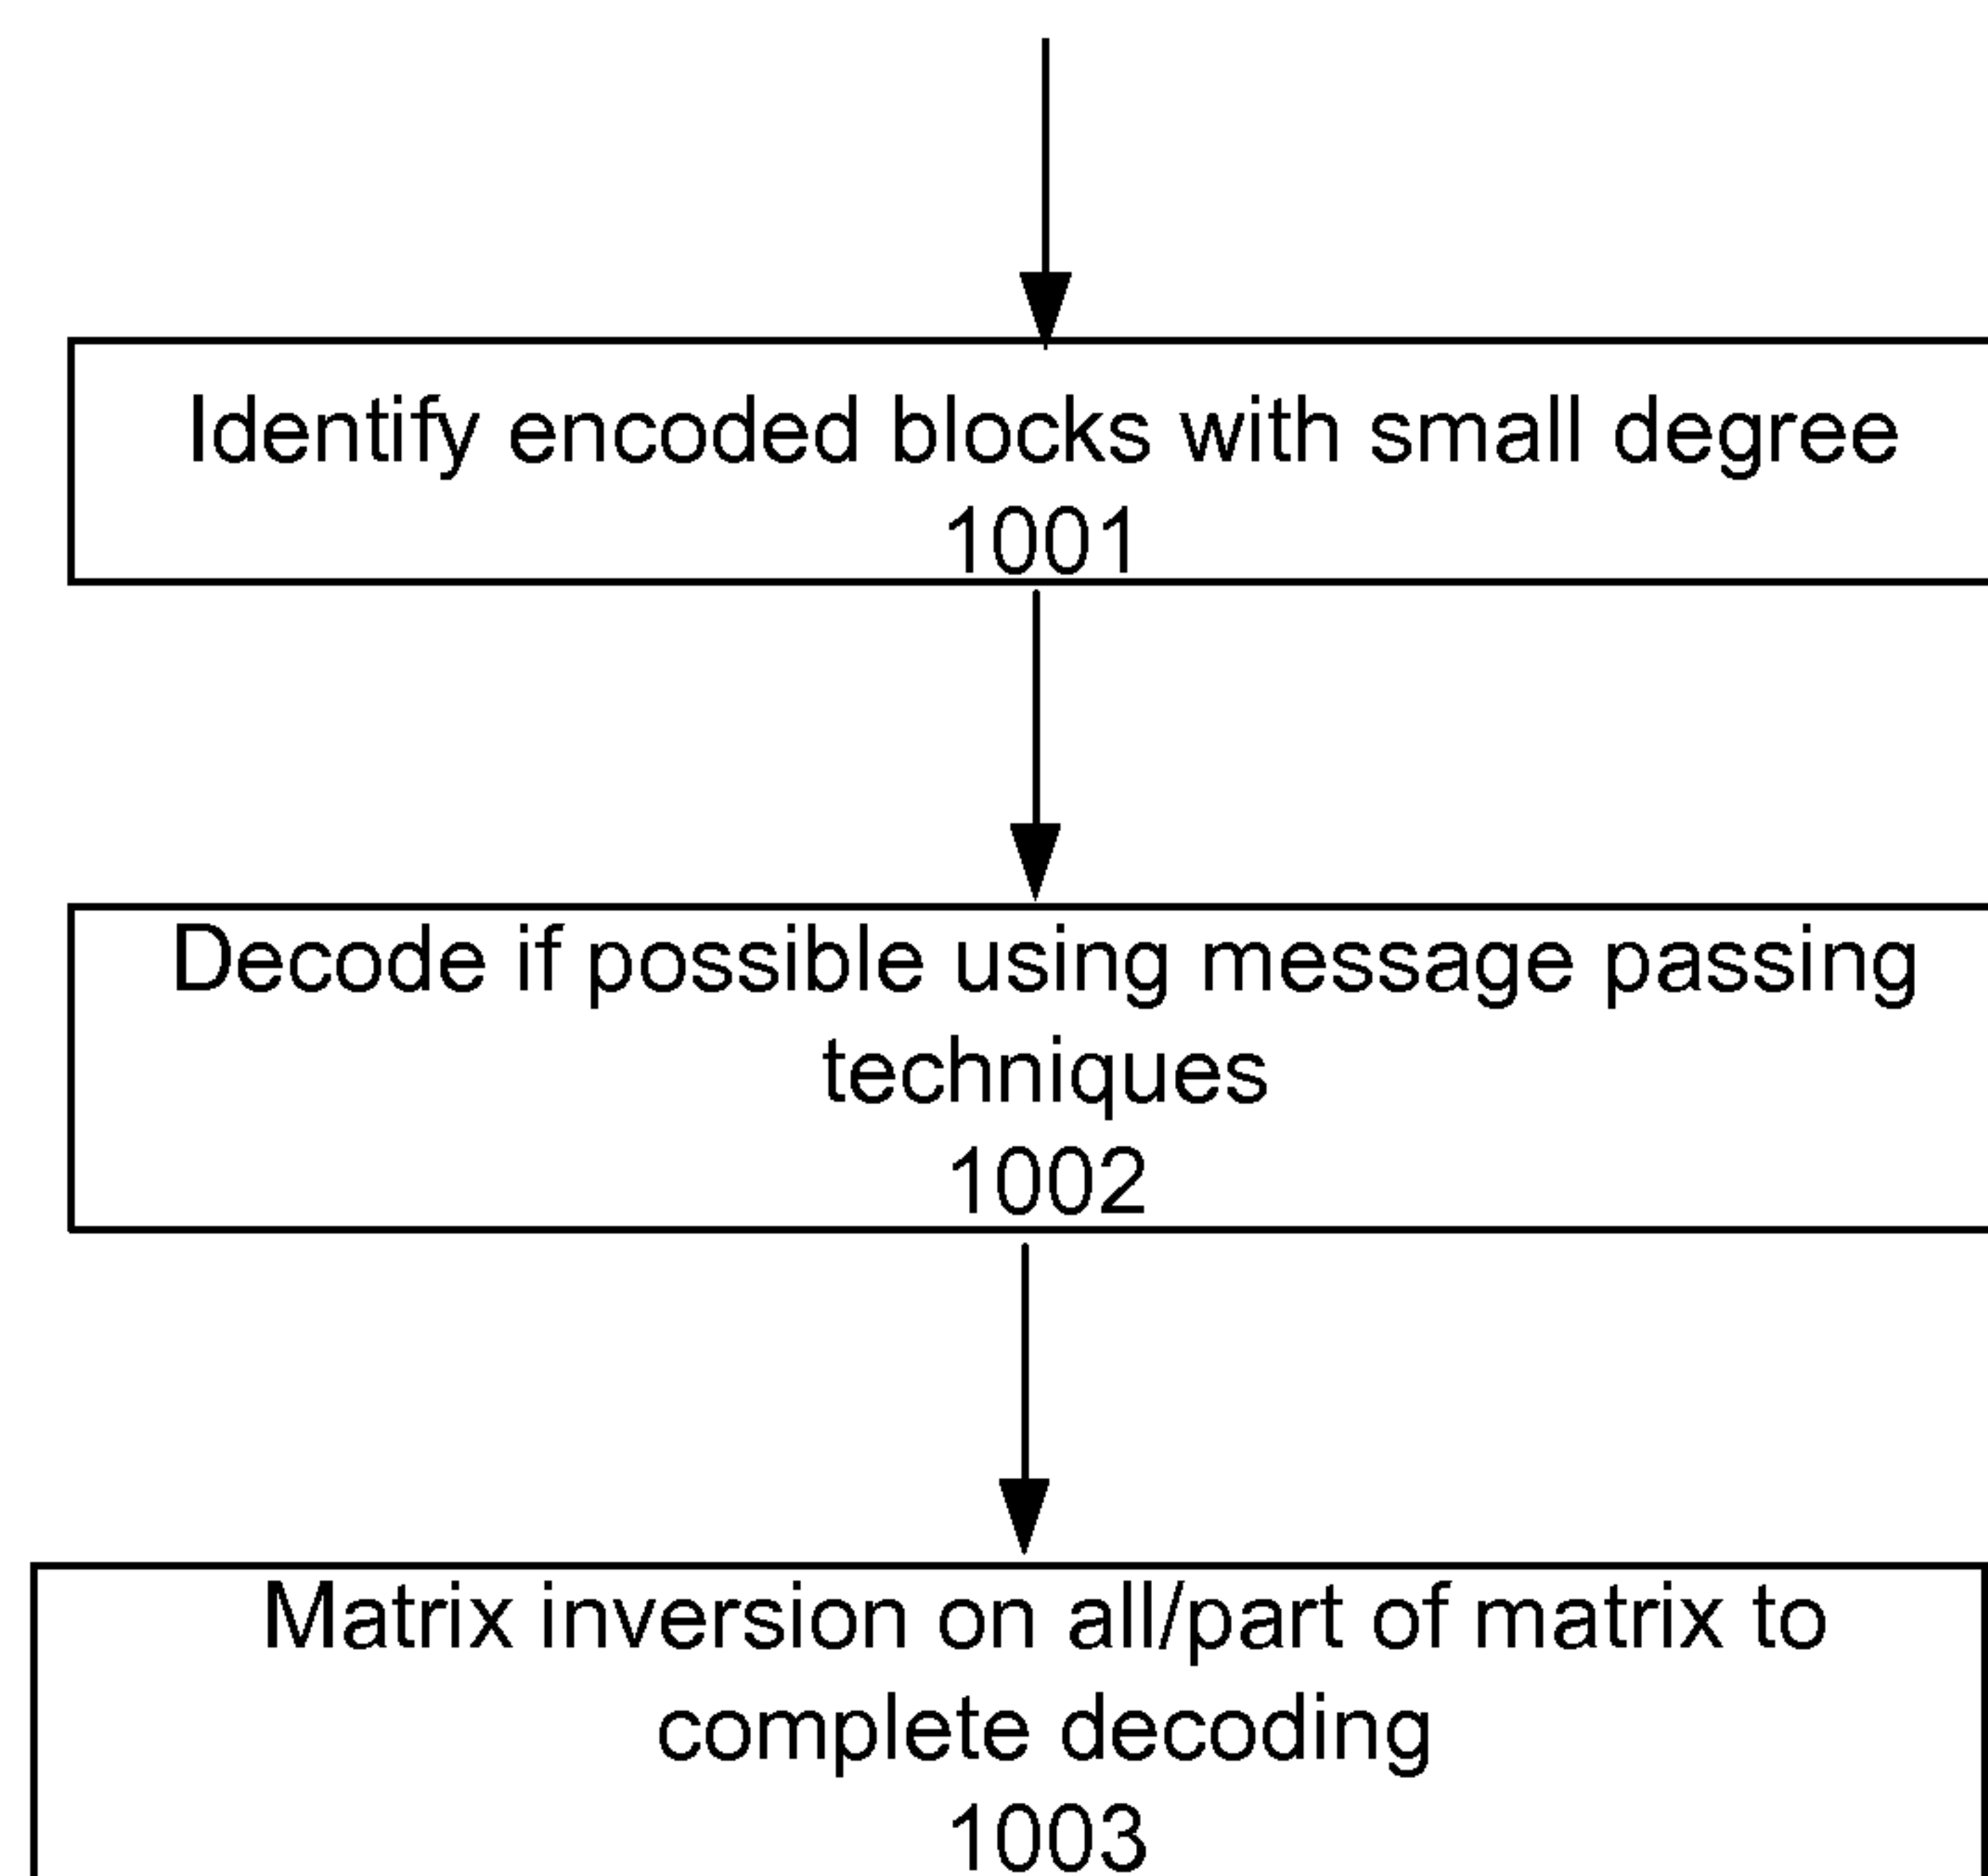 Identify encoded blocks with small degree
1001
Decode if possible using message passing
techniques
1002
Matrix inversion on all/part of matrix to
complete decoding
1003